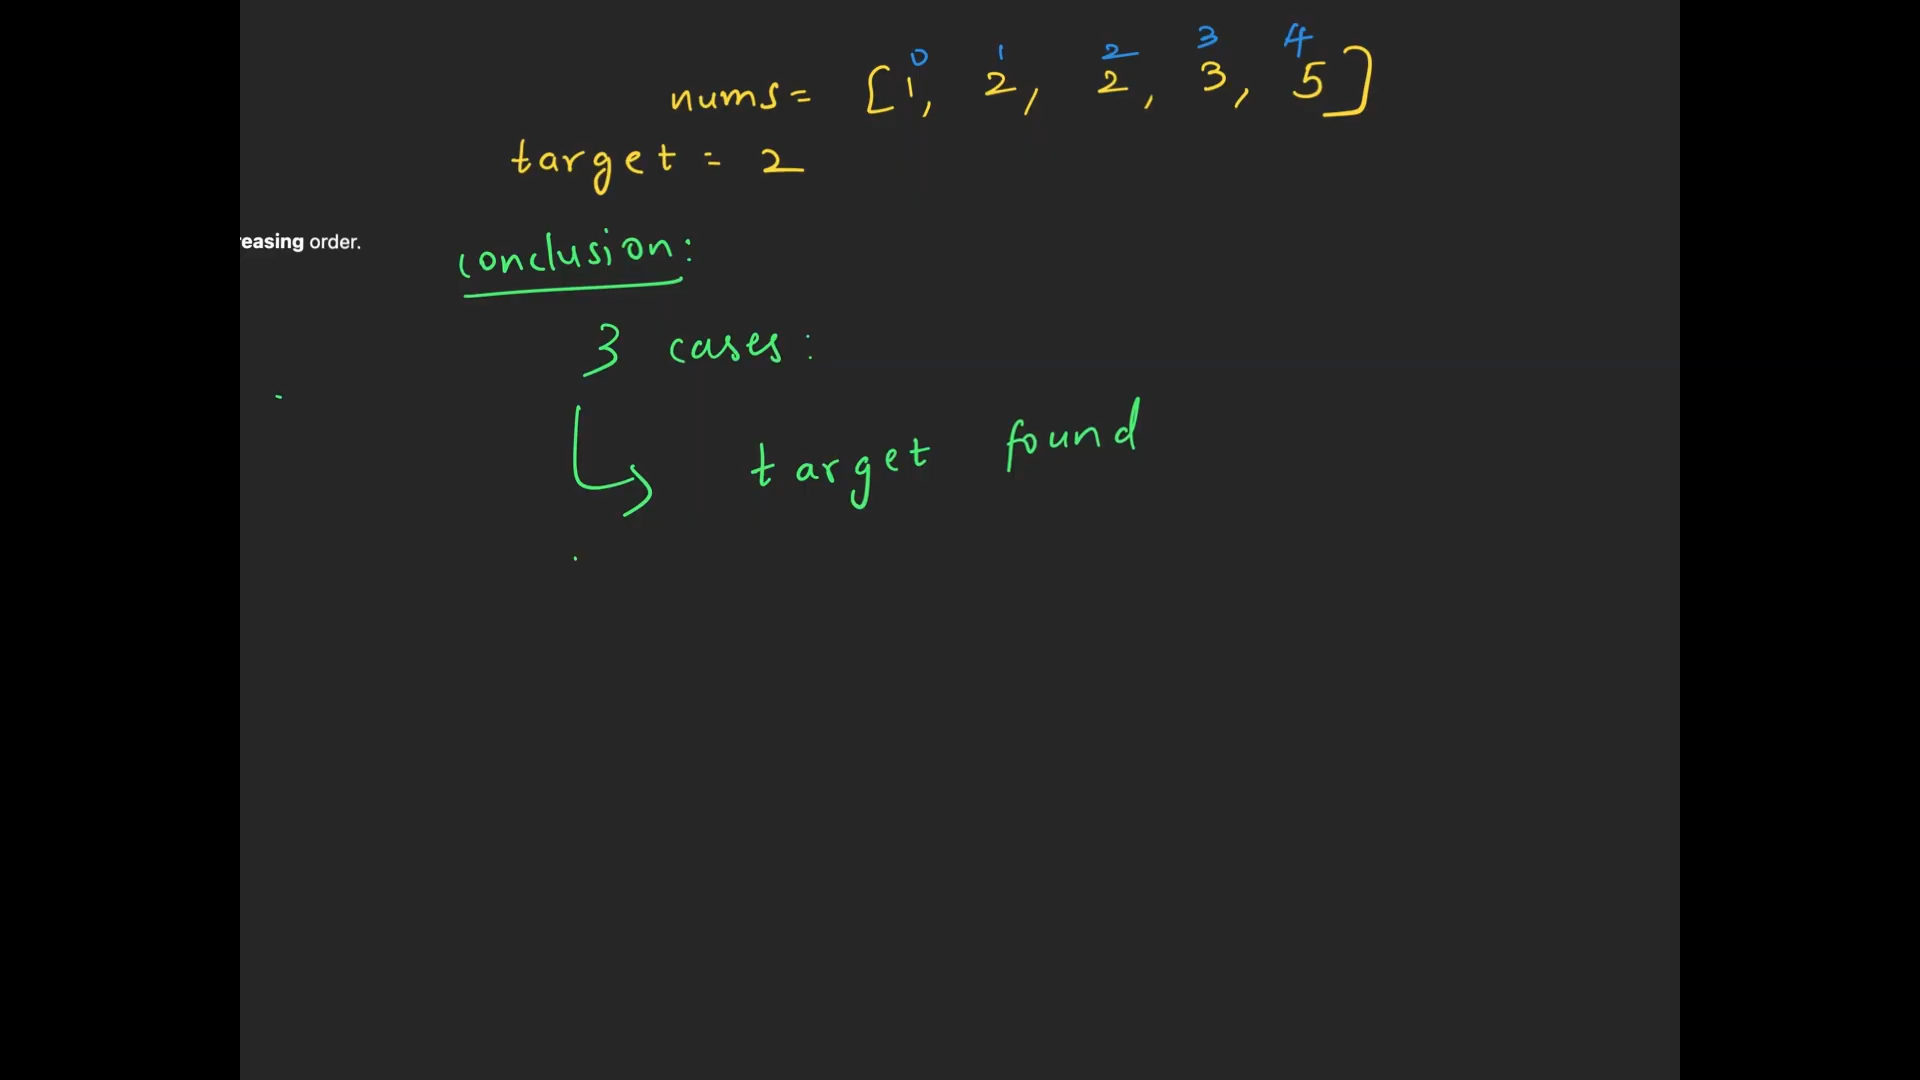 0 1 2 3 4
nums = [1, 2, 2, 3, 5]
target = 2
reasing order.
conclusion:
3 cases:
target found